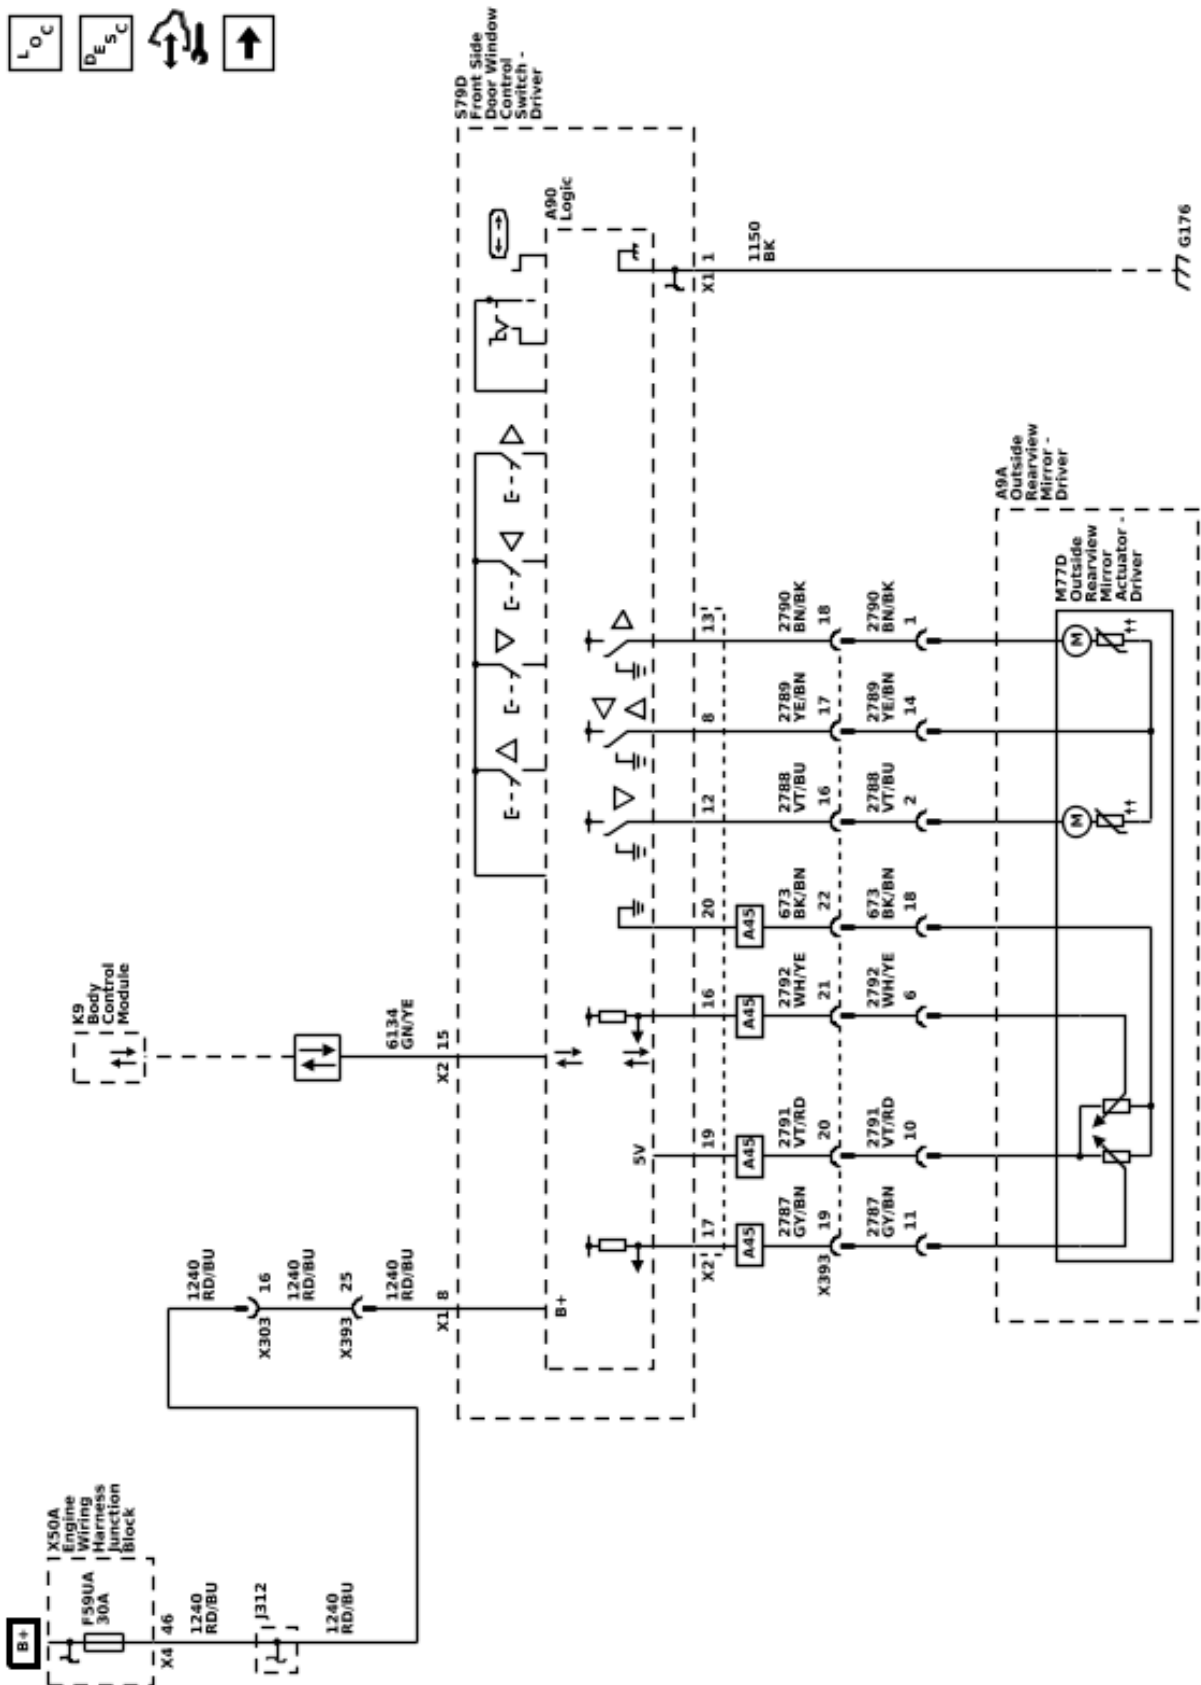 LOC
DESC
B+
X50A
Engine
Wiring
Harness
Junction
Block
F59UA
30A
X4 46
1240
RD/BU
J312
1240
RD/BU
1240
RD/BU
X303 16
1240
RD/BU
X393 25
1240
RD/BU
X1 8
B+
K9
Body
Control
Module
6134
GN/YE
X2 15
S79D
Front Side
Door Window
Control
Switch -
Driver
A90
Logic
5V
X2 17
19
16
20
12
8
13
X1 1
1150
BK
G176
A45
A45
A45
A45
2787
GY/BN
2791
VT/RD
2792
WH/YE
673
BK/BN
2788
VT/BU
2789
YE/BN
2790
BN/BK
X393 19
20
21
22
16
17
18
2787
GY/BN
2791
VT/RD
2792
WH/YE
673
BK/BN
2788
VT/BU
2789
YE/BN
2790
BN/BK
11
10
6
18
2
14
1
A9A
Outside
Rearview
Mirror -
Driver
M77D
Outside
Rearview
Mirror
Actuator -
Driver
M
M